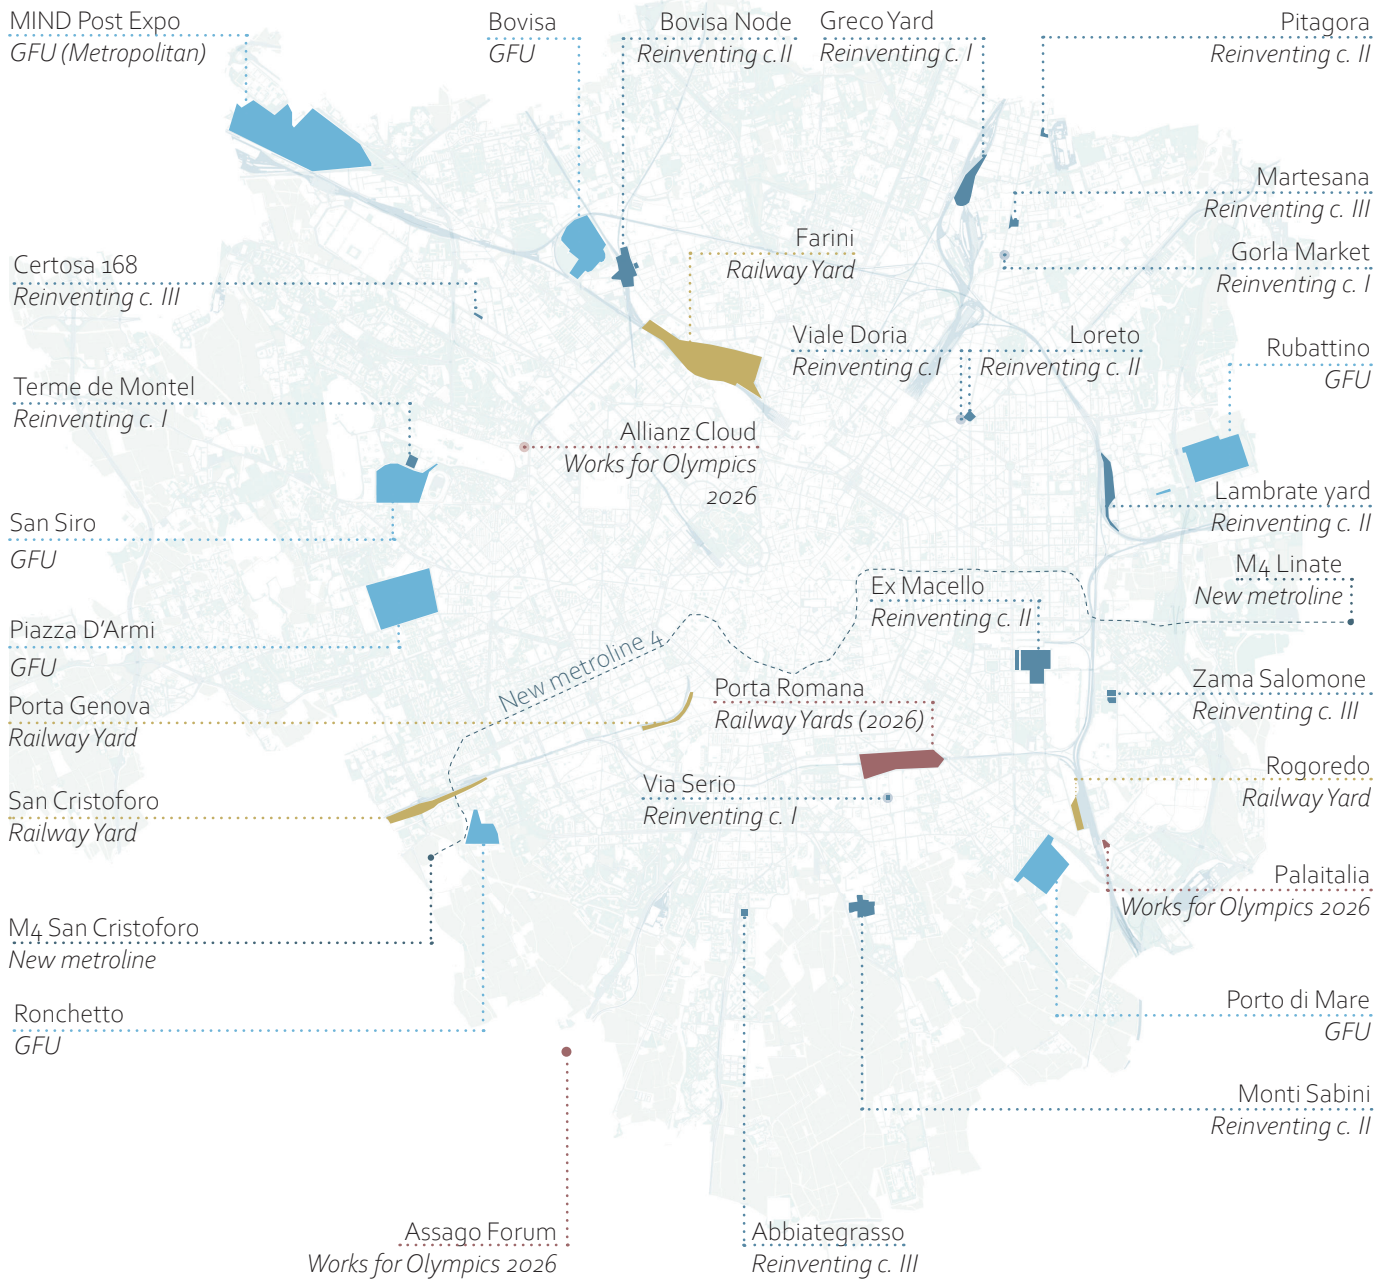 MIND Post Expo
GFU (Metropolitan)
Bovisa
GFU
Bovisa Node
Reinventing c.II
Greco Yard
Reinventing c. I
Pitagora
Reinventing c. II
Martesana
Reinventing c. III
Farini
Railway Yard
Gorla Market
Reinventing c. I
Certosa 168
Reinventing c. III
Viale Doria
Reinventing c.I
Loreto
Reinventing c. II
Rubattino
GFU
Terme de Montel
Reinventing c. I
Allianz Cloud
Works for Olympics
2026
Lambrate yard
Reinventing c. II
San Siro
GFU
M4 Linate
New metroline
Ex Macello
Reinventing c. II
Piazza D'Armi
GFU
New metroline 4
Porta Genova
Railway Yard
Porta Romana
Railway Yards (2026)
Zama Salomone
Reinventing c. III
San Cristoforo
Railway Yard
Via Serio
Reinventing c. I
Rogoredo
Railway Yard
Palaitalia
Works for Olympics 2026
M4 San Cristoforo
New metroline
Ronchetto
GFU
Porto di Mare
GFU
Monti Sabini
Reinventing c. II
Assago Forum
Works for Olympics 2026
Abbiategrasso
Reinventing c. III